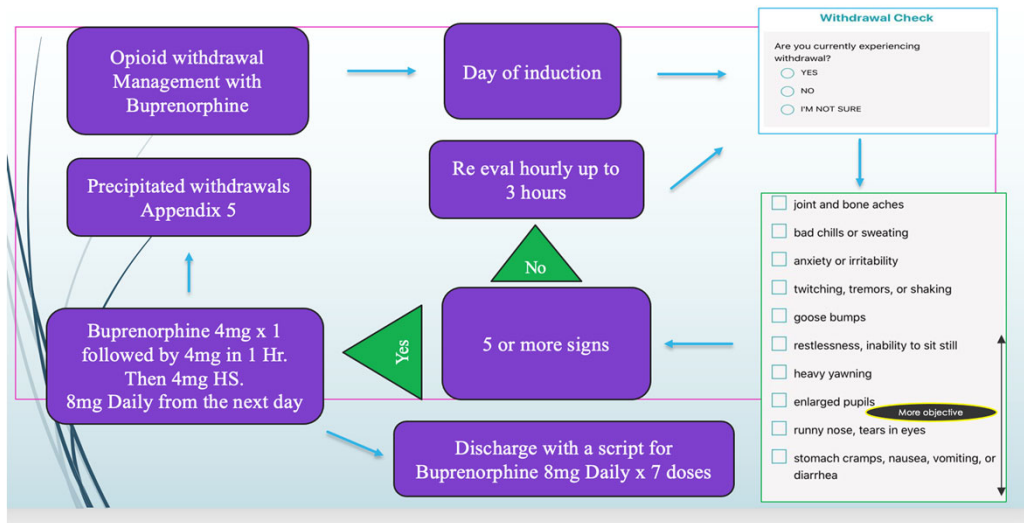 Opioid withdrawal
Management with
Buprenorphine
Day of induction
Withdrawal Check
Are you currently experiencing
withdrawal?
YES
NO
I'M NOT SURE
Precipitated withdrawals
Appendix 5
Re eval hourly up to
3 hours
No
joint and bone aches
bad chills or sweating
anxiety or irritability
twitching, tremors, or shaking
goose bumps
restlessness, inability to sit still
heavy yawning
enlarged pupils
More objective
runny nose, tears in eyes
stomach cramps, nausea, vomiting, or
diarrhea
5 or more signs
Yes
Buprenorphine 4mg x 1
followed by 4mg in 1 Hr.
Then 4mg HS.
8mg Daily from the next day
Discharge with a script for
Buprenorphine 8mg Daily x 7 doses